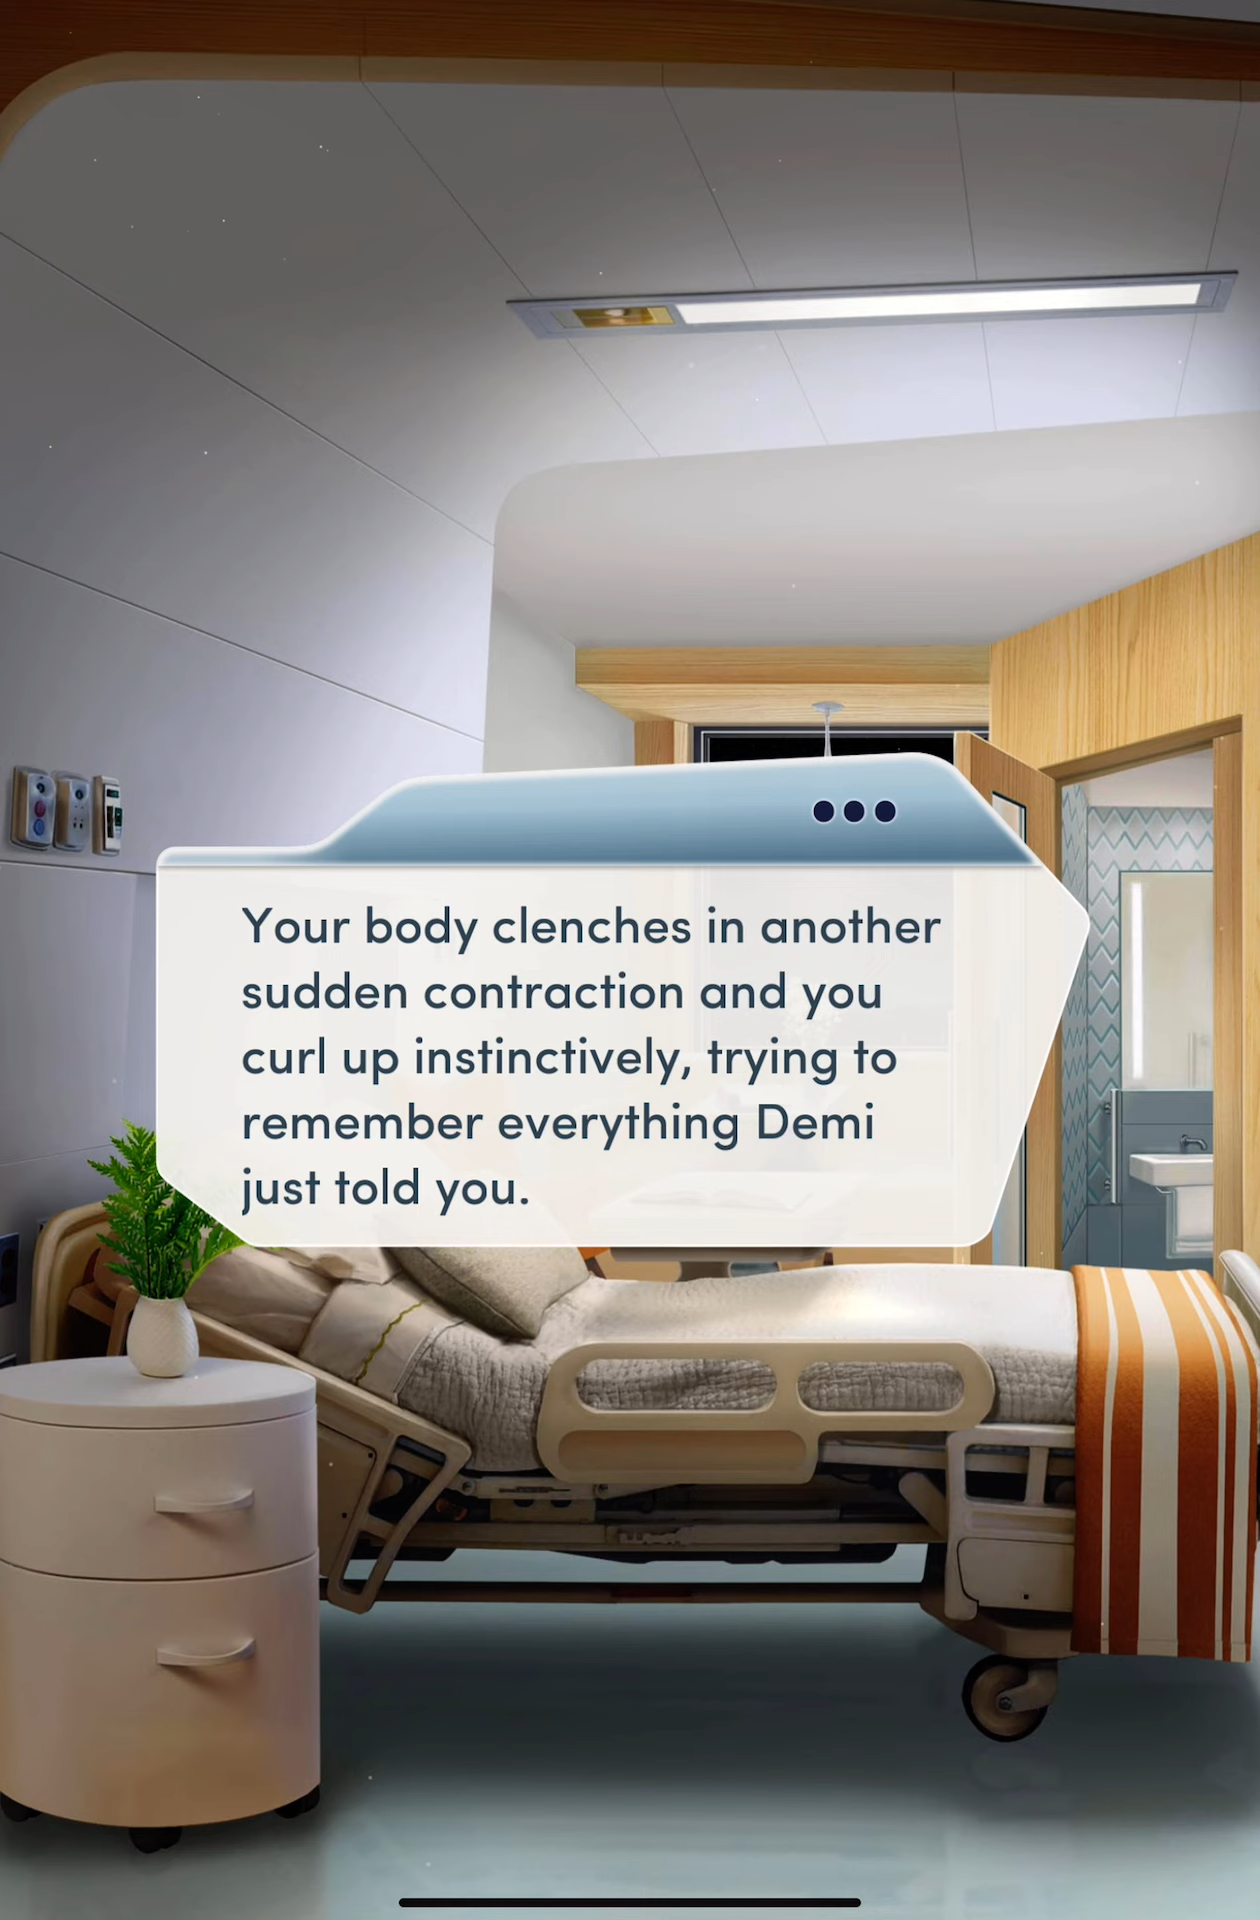 Your body clenches in another
sudden contraction and you
curl up instinctively, trying to
remember everything Demi
just told you.